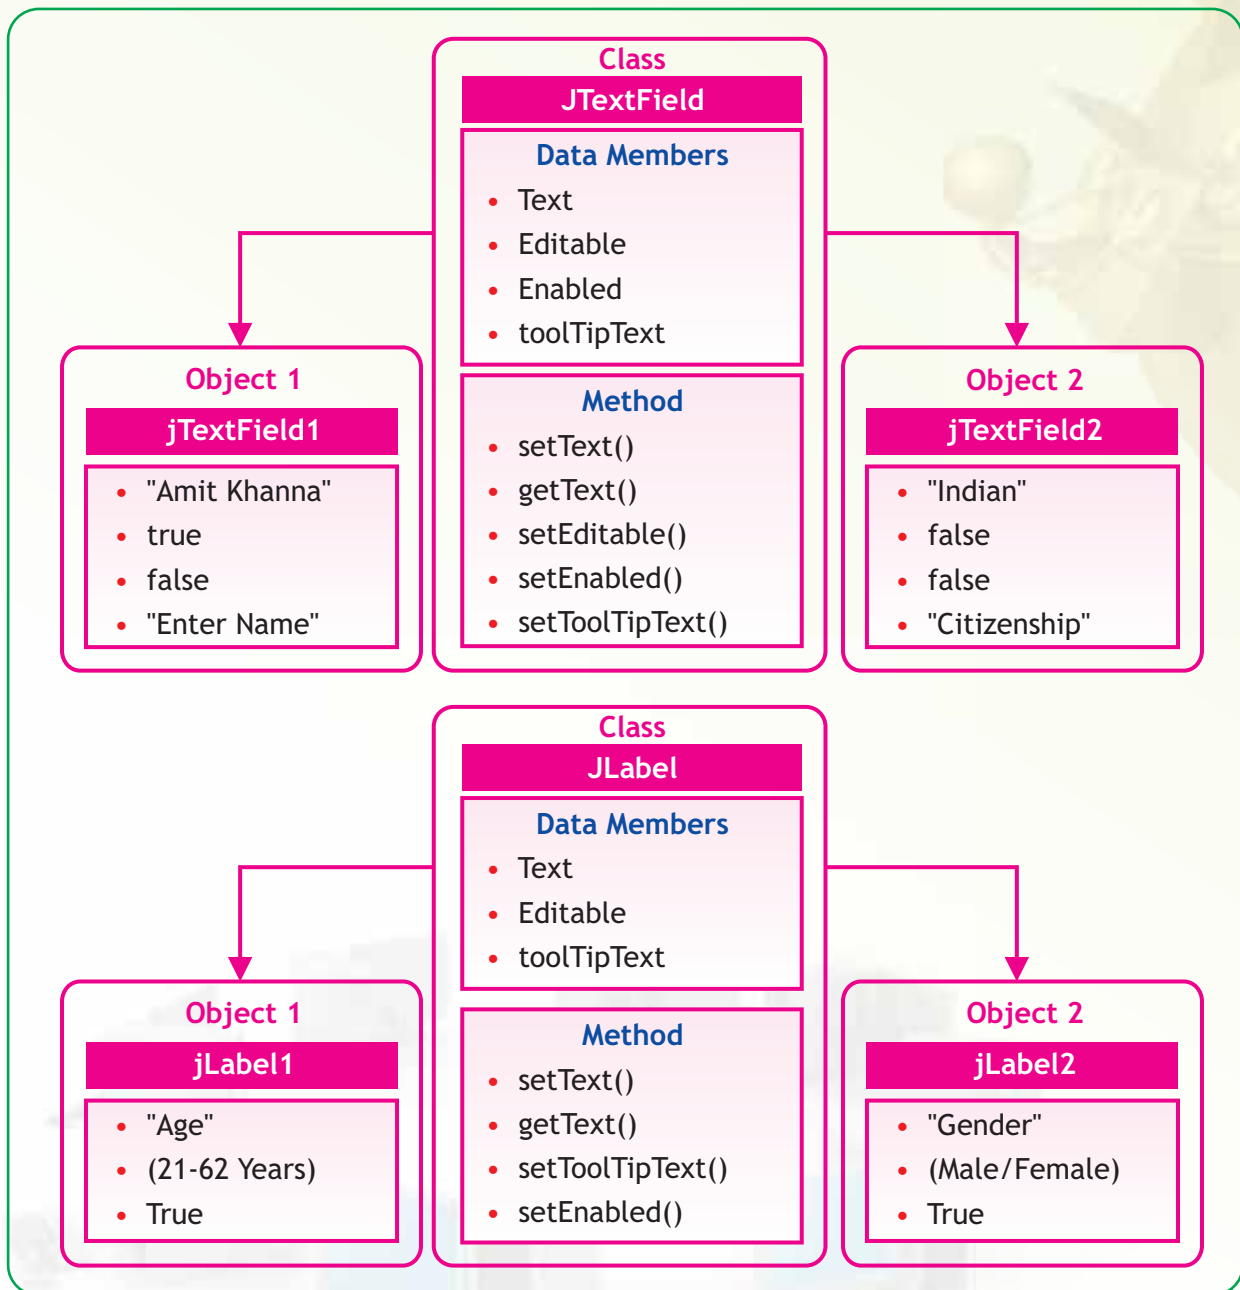 Class
JTextField
Data Members
• Text
• Editable
• Enabled
• toolTipText
Method
• setText()
• getText()
• setEditable()
• setEnabled()
• setToolTipText()
Object 1
jTextField1
• "Amit Khanna"
• true
• false
• "Enter Name"
Object 2
jTextField2
• "Indian"
• false
• false
• "Citizenship"
Class
JLabel
Data Members
• Text
• Editable
• toolTipText
Method
• setText()
• getText()
• setToolTipText()
• setEnabled()
Object 1
jLabel1
• "Age"
• (21-62 Years)
• True
Object 2
jLabel2
• "Gender"
• (Male/Female)
• True